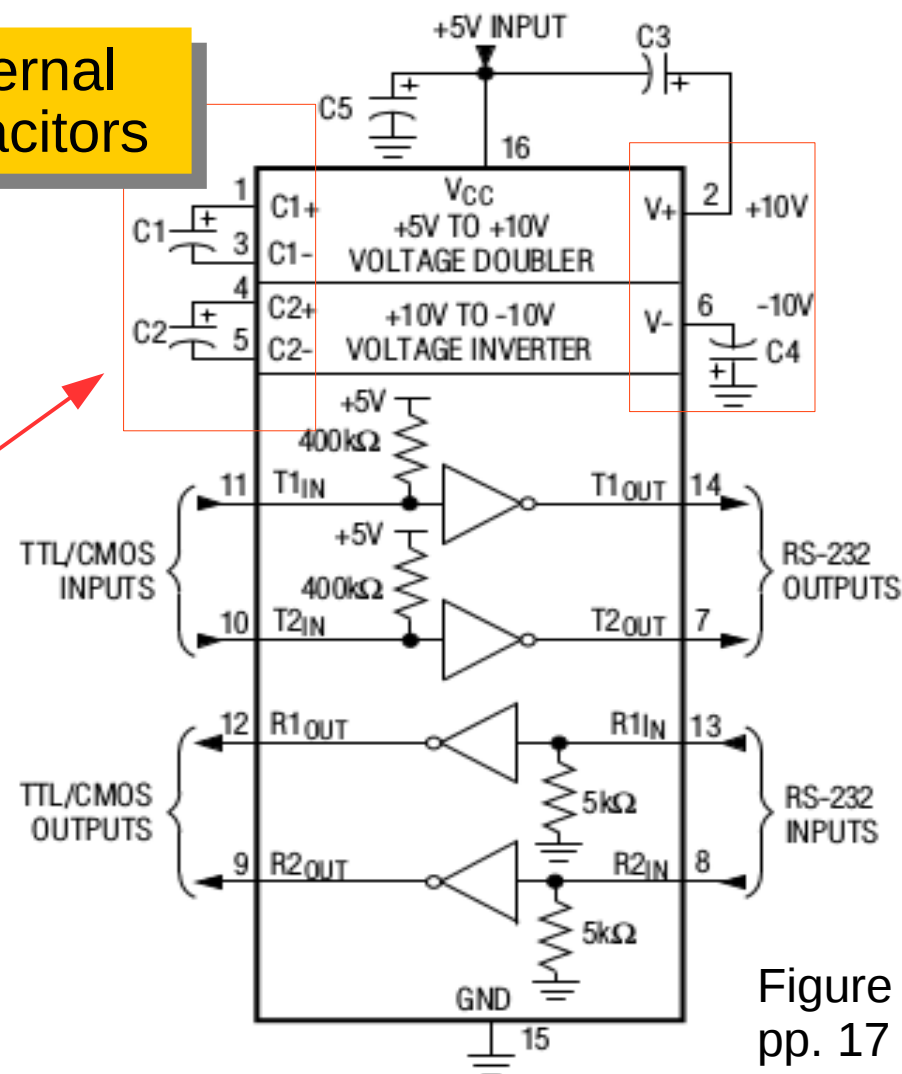 +5V INPUT
C3
+
C5
+
16
1
C1+
VCC
+5V TO +10V
VOLTAGE DOUBLER
V+
2
+10V
C1
+
3
C1-
4
C2+
+10V TO -10V
VOLTAGE INVERTER
V-
6
-10V
C2
+
5
C2-
C4
+
+5V
400kΩ
11
T1IN
T1OUT
14
+5V
TTL/CMOS
INPUTS
400kΩ
RS-232
OUTPUTS
10
T2IN
T2OUT
7
12
R1OUT
R1IN
13
TTL/CMOS
OUTPUTS
5kΩ
RS-232
INPUTS
9
R2OUT
R2IN
8
5kΩ
GND
15
Figure
pp. 17